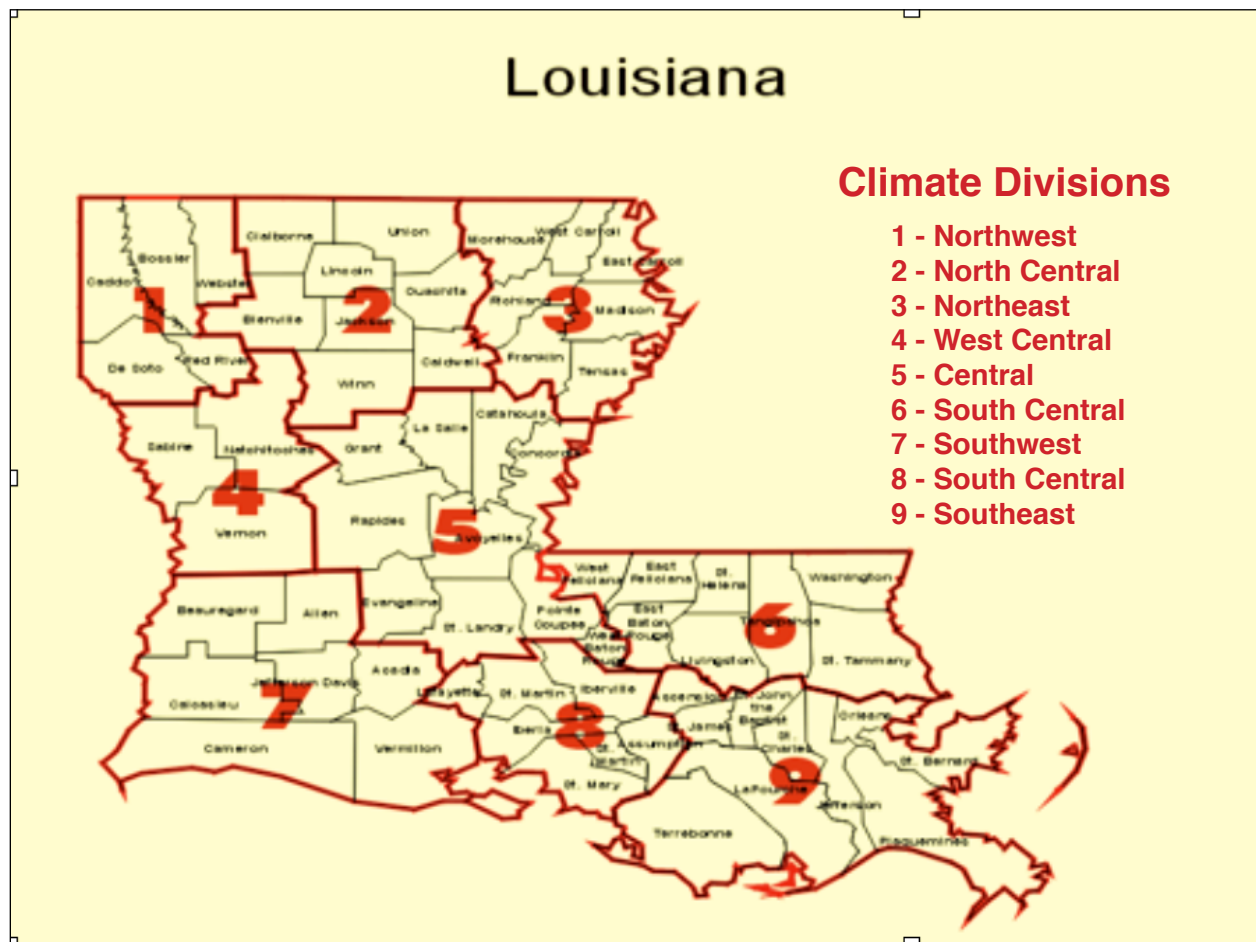 Louisiana
Climate Divisions
1 - Northwest
2 - North Central
3 - Northeast
4 - West Central
5 - Central
6 - South Central
7 - Southwest
8 - South Central
9 - Southeast
Claiborne
Union
Morehouse
West Carroll
Bossler
East Carroll
Caddo
Webster
Lincoln
Ouachita
Richland
Madison
1
2
3
Bienville
Jackson
De Soto
Red River
Winn
Caldwell
Franklin
Tensas
Sabine
Natchitoches
Grant
La Salle
Catahoula
Concordia
4
Vernon
Rapides
5
Avoyelles
Beauregard
Allen
Evangeline
St. Landry
Pointe
Coupee
West
Feliciana
East
Feliciana
St.
Helena
Washington
East
Baton
Rouge
West
Baton
Rouge
6
Tangipahoa
Livingston
St. Tammany
Calcasieu
Jefferson Davis
7
Acadia
Lafayette
St. Martin
Iberville
Cameron
Vermilion
Iberia
8
St.
Martin
Assumption
St. Mary
Ascension
St. John
the
Baptist
St. James
St.
Charles
Orleans
St. Bernard
LaFourche
9
Jefferson
Terrebonne
Plaquemines